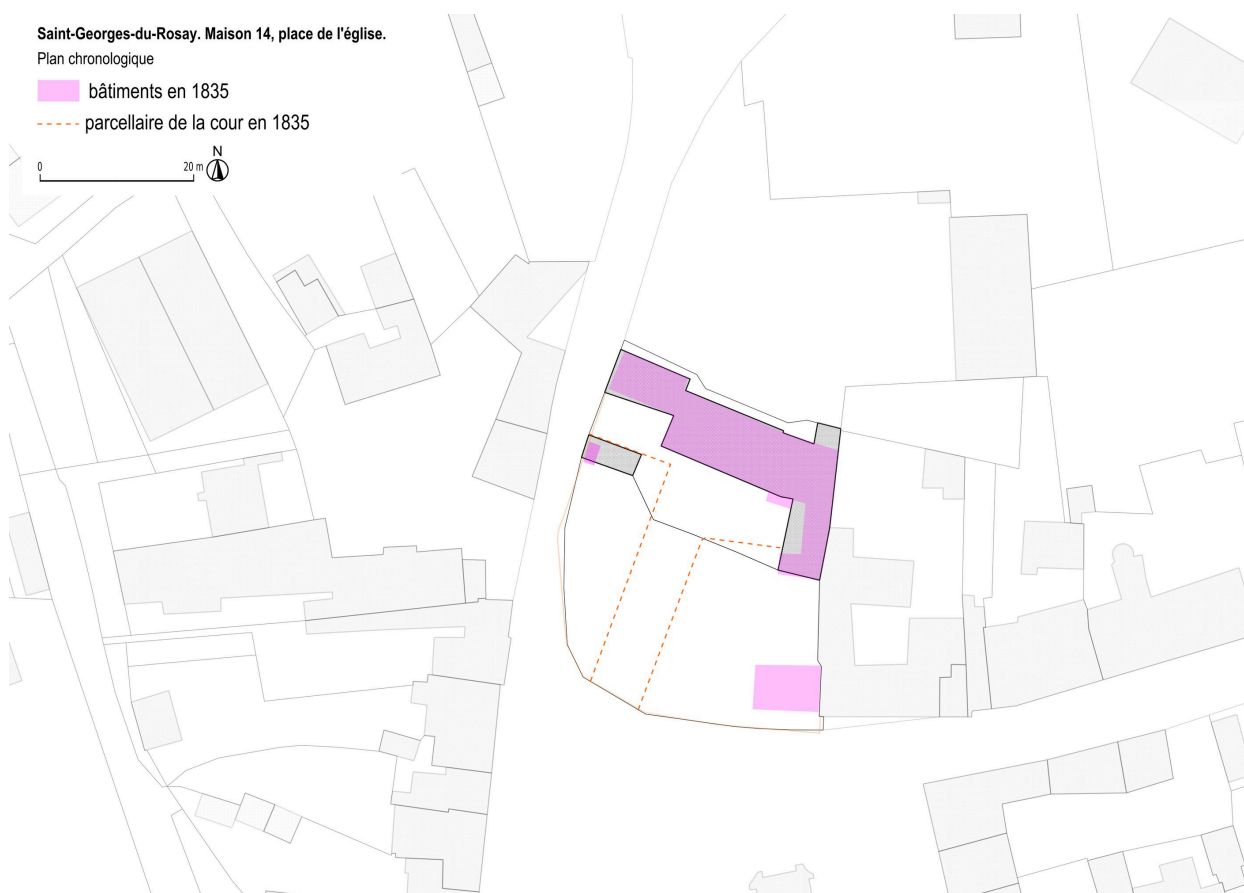 Saint-Georges-du-Rosay. Maison 14, place de l'église.
Plan chronologique
bâtiments en 1835
parcellaire de la cour en 1835
N
0 20 m